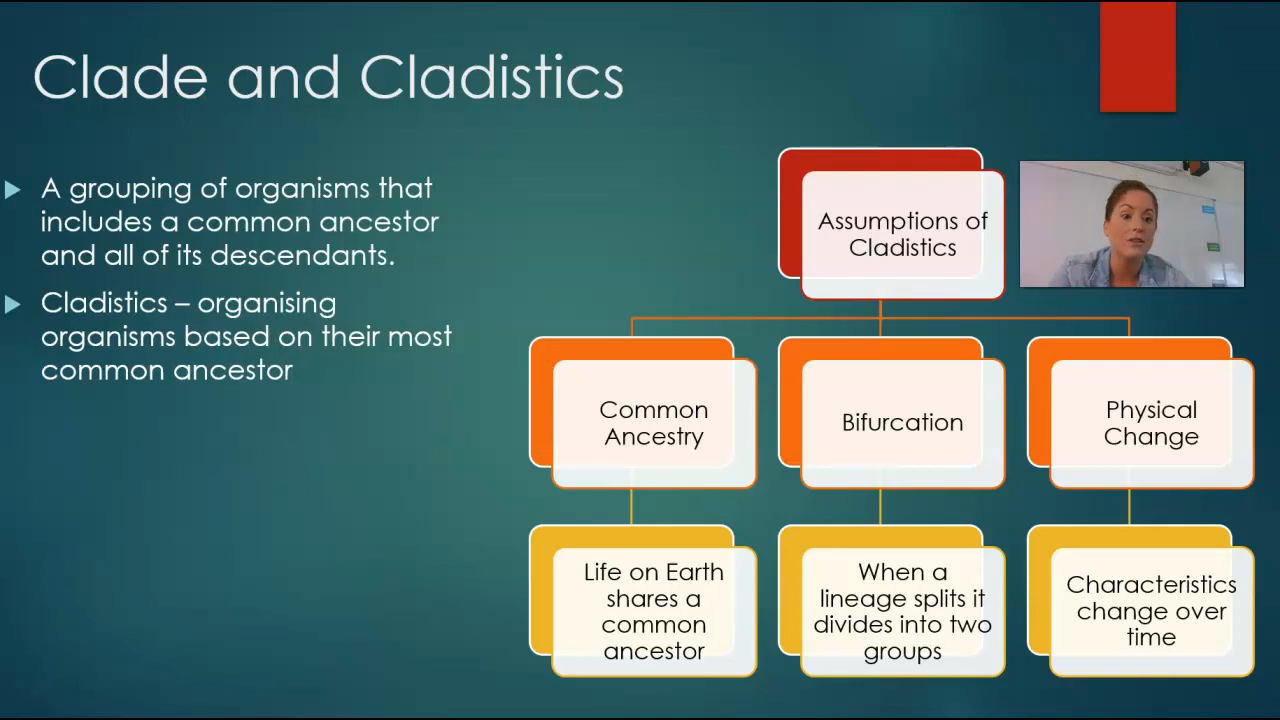 Clade and Cladistics
A grouping of organisms that
includes a common ancestor
and all of its descendants.
Cladistics – organising
organisms based on their most
common ancestor
Assumptions of
Cladistics
Common
Ancestry
Bifurcation
Physical
Change
Life on Earth
shares a
common
ancestor
When a
lineage splits it
divides into two
groups
Characteristics
change over
time